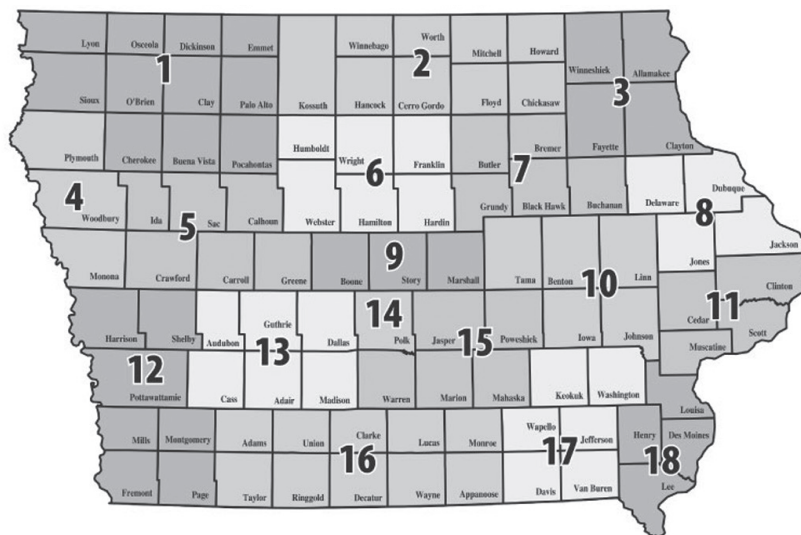 Lyon Osceola Dickinson Emmet Winnebago Worth Mitchell Howard
1 2 Winneshiek Allamakee
3
Sioux O'Brien Clay Palo Alto Kossuth Hancock Cerro Gordo Floyd Chickasaw
Plymouth Cherokee Buena Vista Pocahontas Humboldt Wright Franklin Butler Bremer Fayette Clayton
6 7
4 5 8
Woodbury Ida Sac Calhoun Webster Hamilton Hardin Grundy Black Hawk Buchanan Delaware Dubuque
9 10
Monona Crawford Carroll Greene Boone Story Marshall Tama Benton Linn Jones Jackson
Clinton
14 11
Harrison Shelby Audubon Guthrie Dallas Polk Jasper Poweshiek Iowa Johnson Cedar Scott
13 15 Muscatine
12
Pottawattamie Cass Adair Madison Warren Marion Mahaska Keokuk Washington Louisa
Mills Montgomery Adams Union Clarke Lucas Monroe Wapello Jefferson Henry Des Moines
16 17 18
Fremont Page Taylor Ringgold Decatur Wayne Appanoose Davis Van Buren Lee